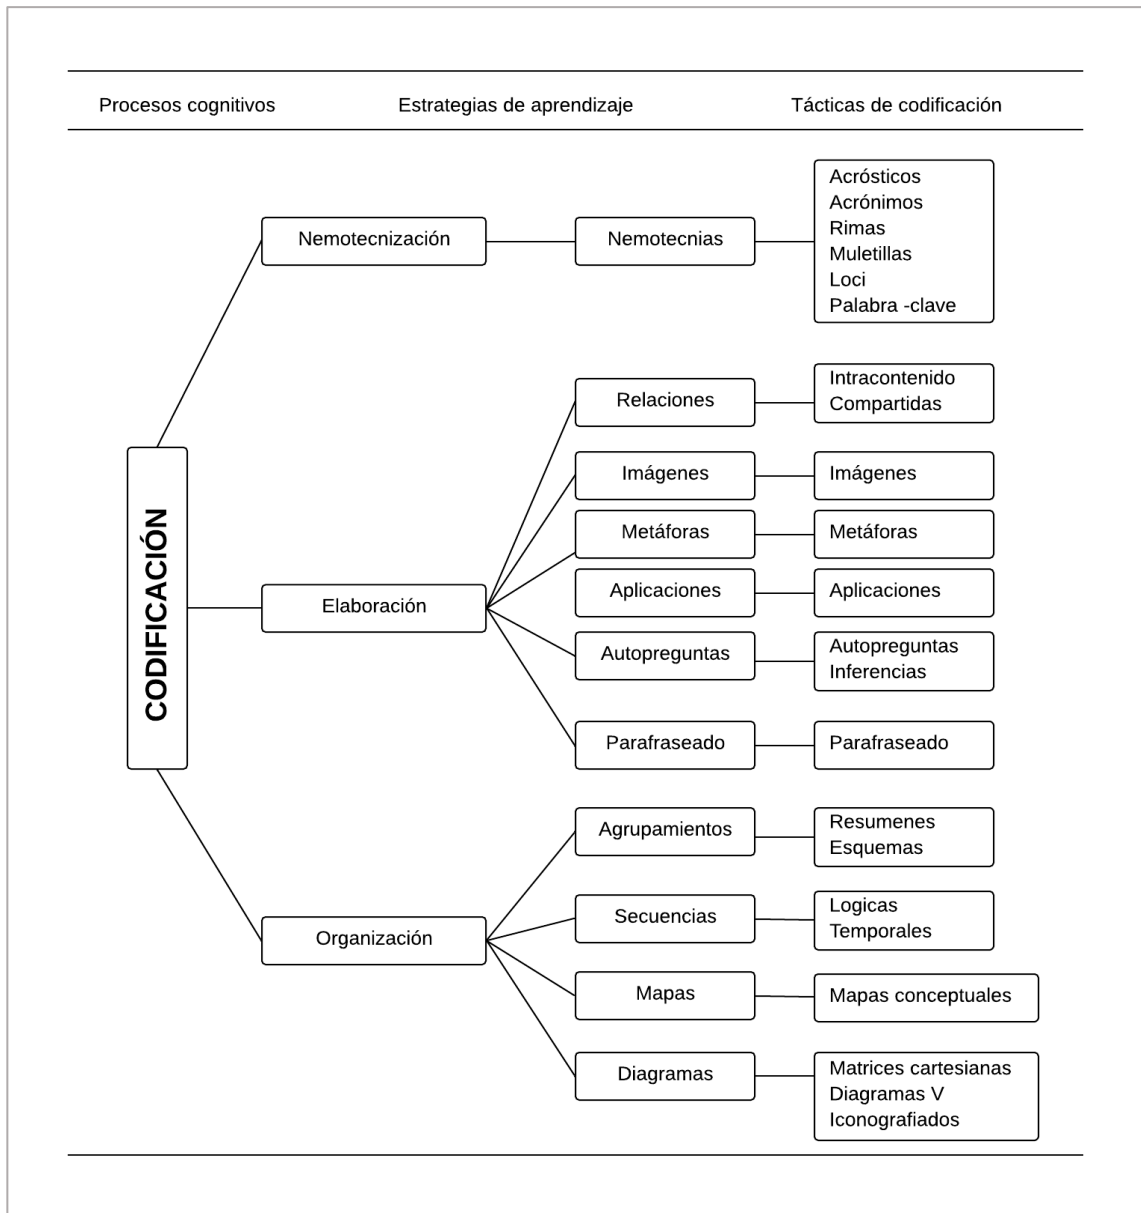 Procesos cognitivos Estrategias de aprendizaje Tácticas de codificación
CODIFICACIÓN
Nemotecnización
Nemotecnias
Acrósticos
Acrónimos
Rimas
Muletillas
Loci
Palabra -clave
Elaboración
Relaciones
Intracontenido
Compartidas
Imágenes
Imágenes
Metáforas
Metáforas
Aplicaciones
Aplicaciones
Autopreguntas
Autopreguntas
Inferencias
Parafraseado
Parafraseado
Organización
Agrupamientos
Resumenes
Esquemas
Secuencias
Logicas
Temporales
Mapas
Mapas conceptuales
Diagramas
Matrices cartesianas
Diagramas V
Iconografiados